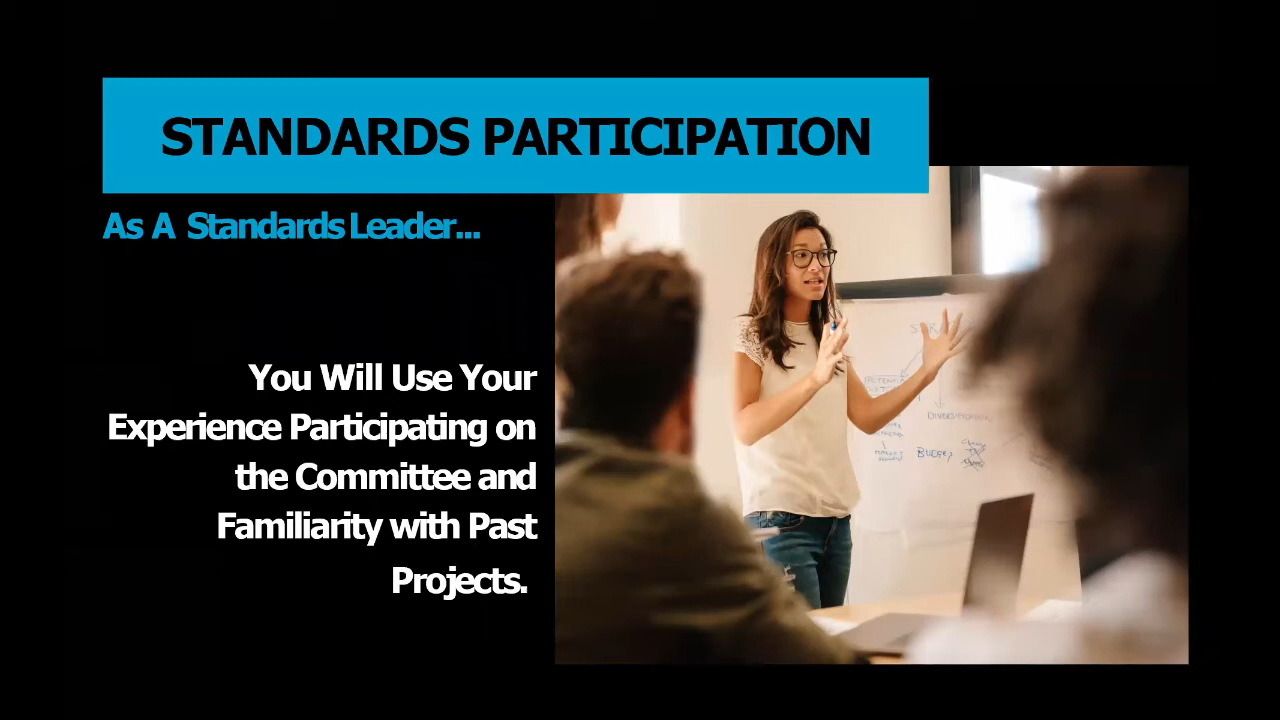 STANDARDS PARTICIPATION
As A Standards Leader...
You Will Use Your
Experience Participating on
the Committee and
Familiarity with Past
Projects.
BUDGET